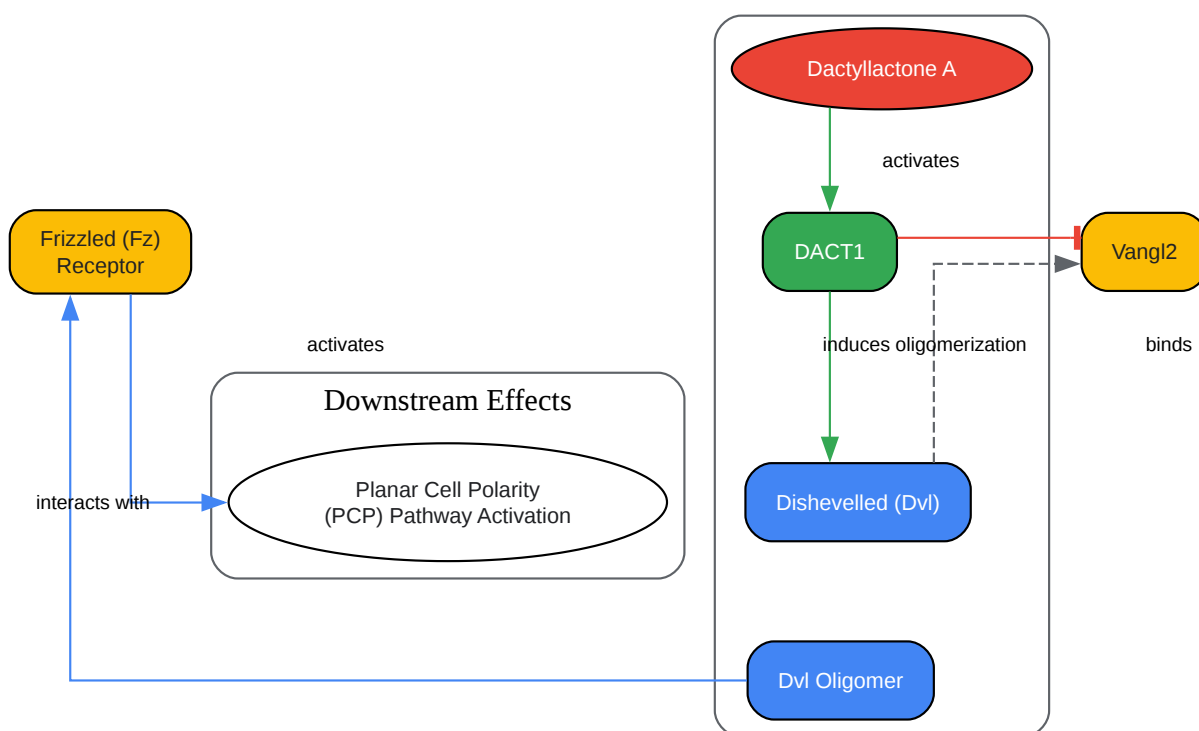 Dactyllactone A
activates
Frizzled (Fz)
Receptor
DACT1
Vangl2
activates
induces oligomerization
binds
Downstream Effects
Planar Cell Polarity
(PCP) Pathway Activation
interacts with
Dishevelled (Dvl)
Dvl Oligomer